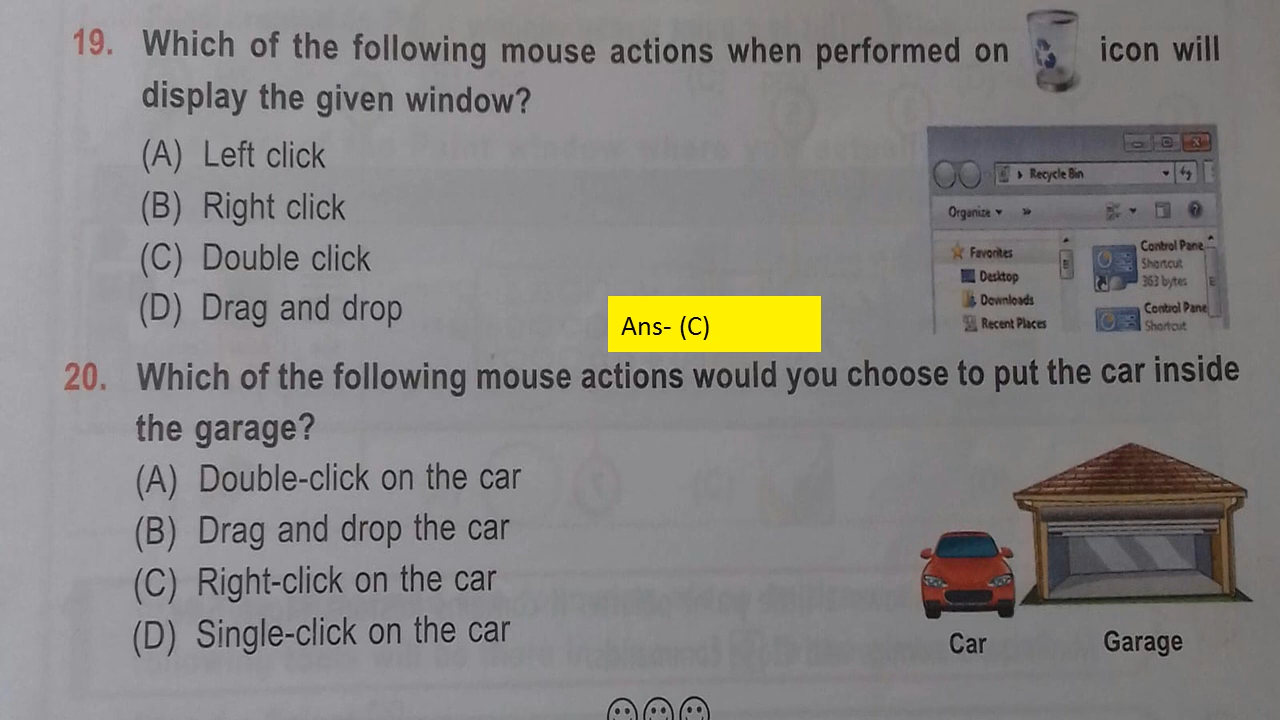 19. Which of the following mouse actions when performed on icon will
display the given window?
(A) Left click
(B) Right click
(C) Double click
(D) Drag and drop
Recycle Bin
Organize
Favorites
Desktop
Downloads
Recent Places
Control Pane
Shortcut
363 bytes
Control Pane
Shortcut
Ans- (C)
20. Which of the following mouse actions would you choose to put the car inside
the garage?
(A) Double-click on the car
(B) Drag and drop the car
(C) Right-click on the car
(D) Single-click on the car
Car
Garage